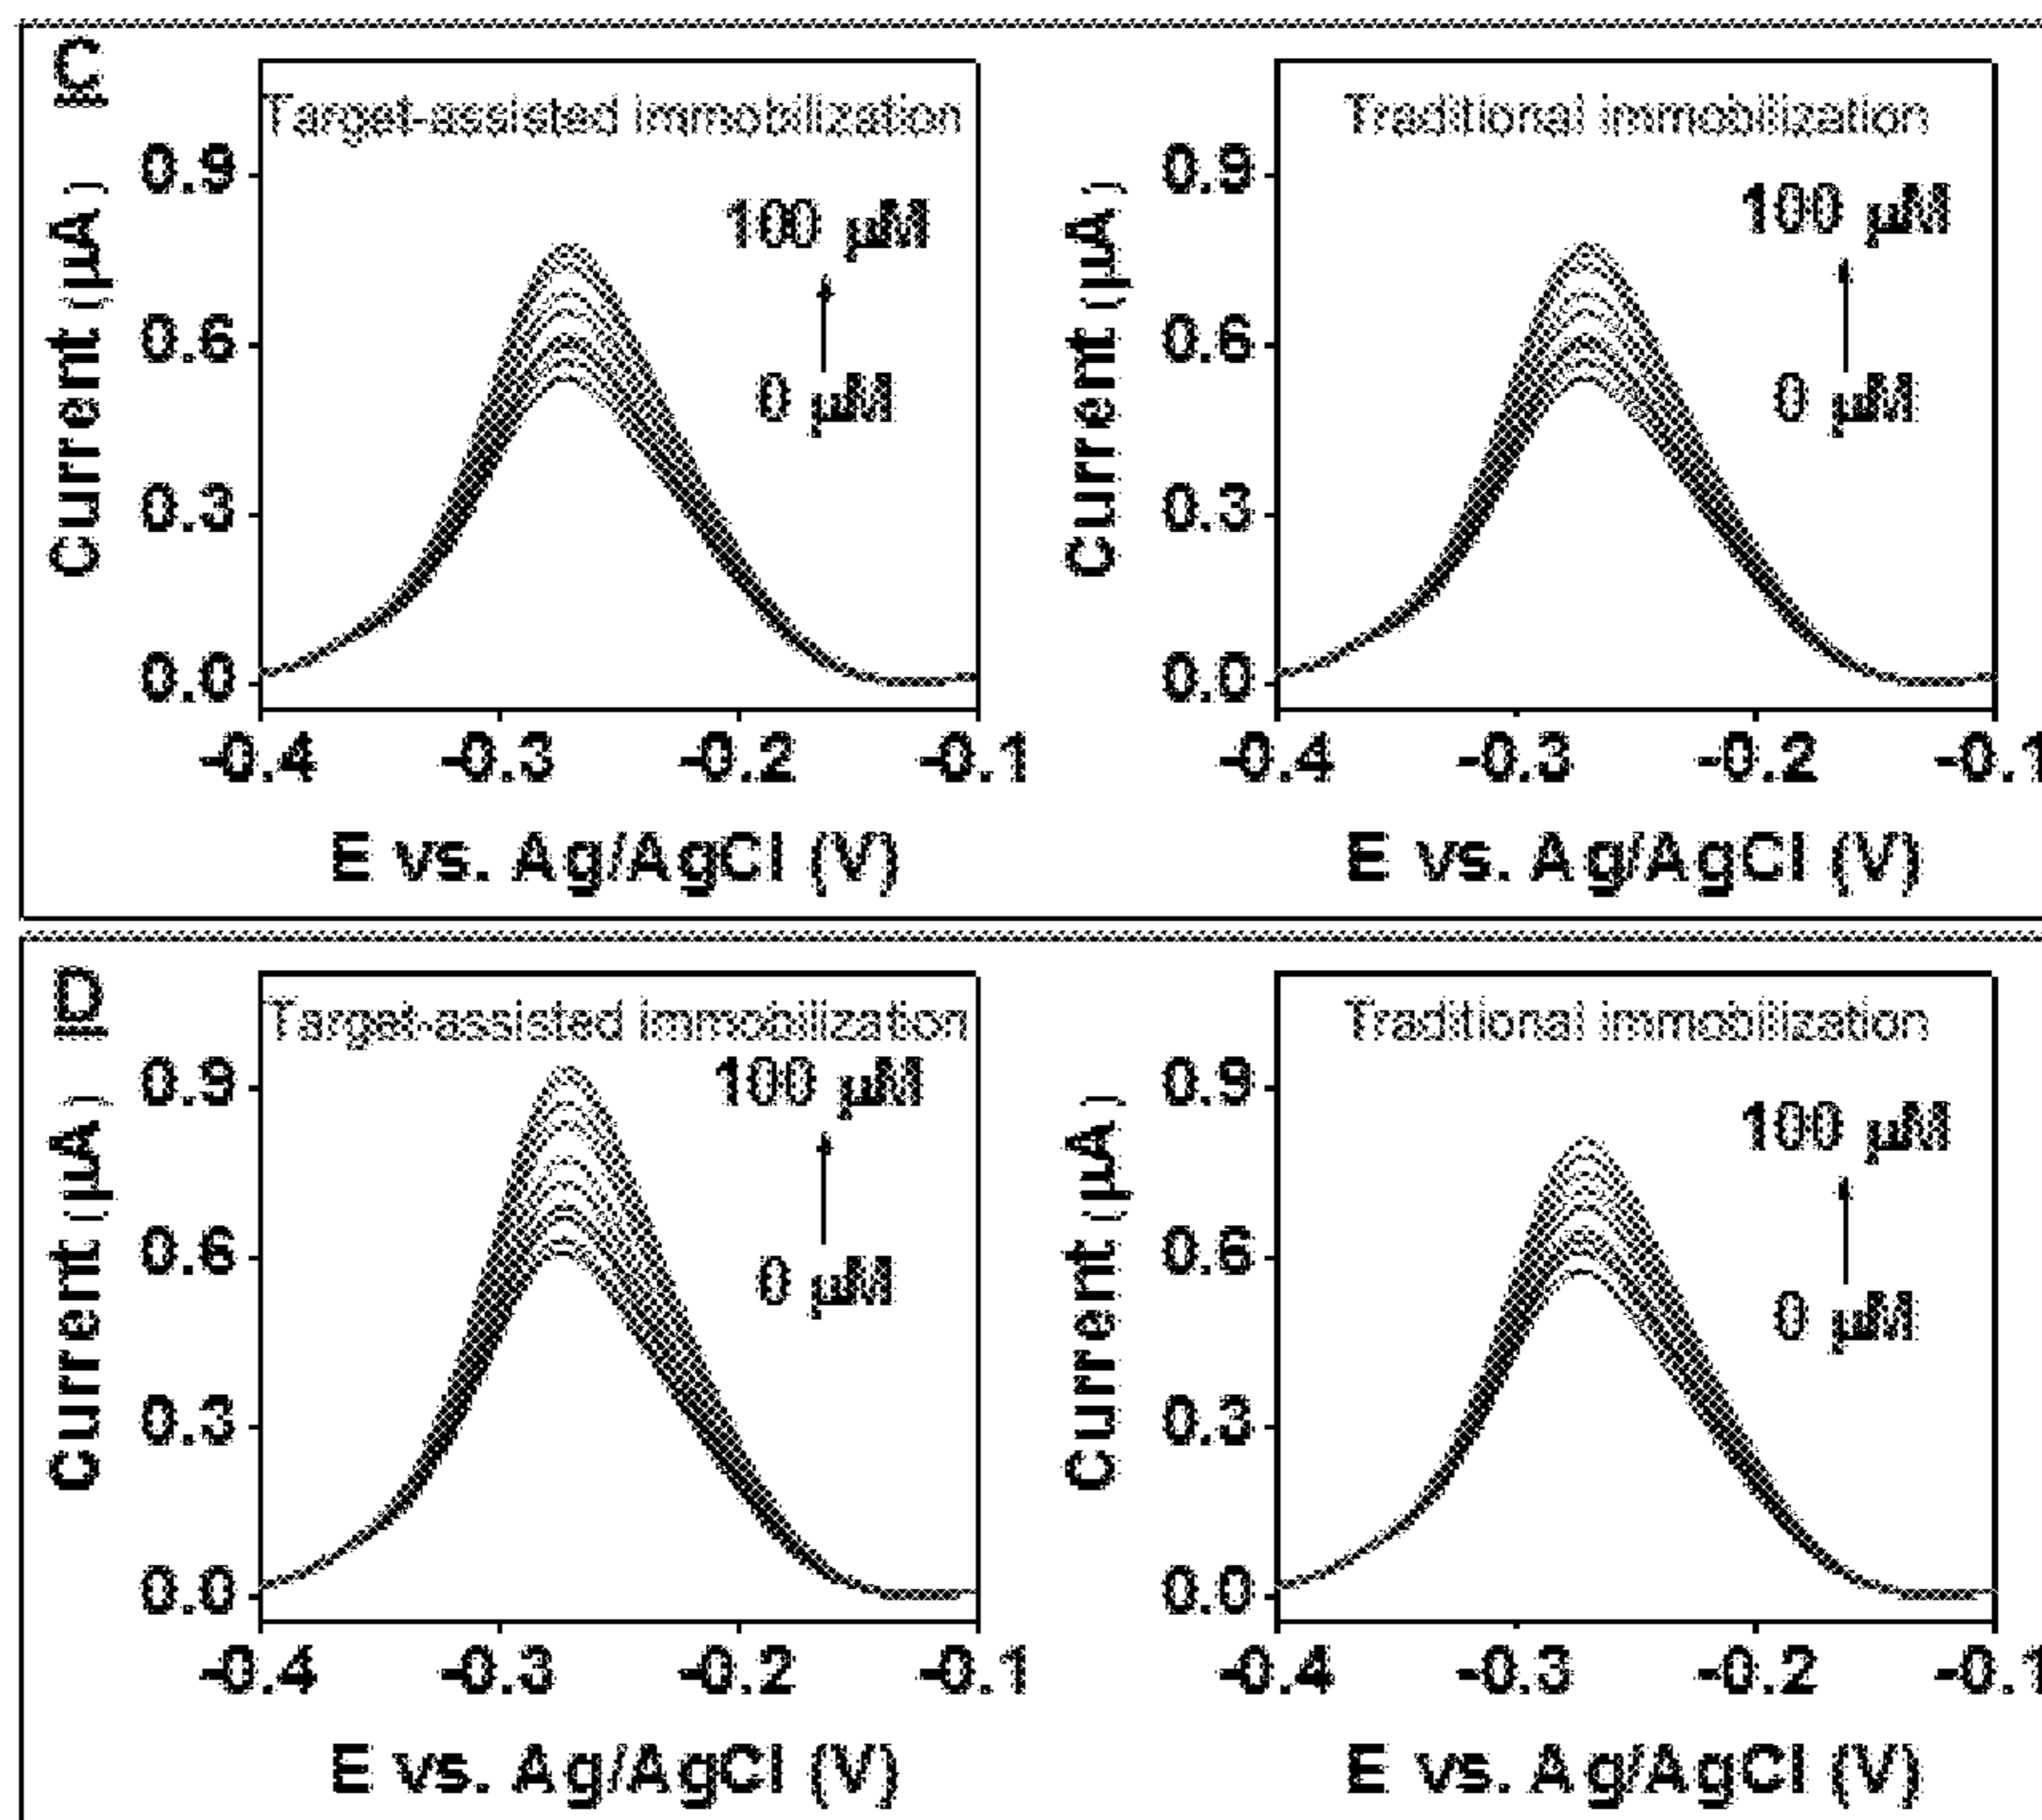 C
Target-assisted immobilization
Current (µA)
0.9
0.6
0.3
0.0
100 µM
0 µM
-0.4 -0.3 -0.2 -0.1
E vs. Ag/AgCl (V)
Traditional immobilization
Current (µA)
0.9
0.6
0.3
0.0
100 µM
0 µM
-0.4 -0.3 -0.2 -0.1
E vs. Ag/AgCl (V)
D
Target-assisted immobilization
Current (µA)
0.9
0.6
0.3
0.0
100 µM
0 µM
-0.4 -0.3 -0.2 -0.1
E vs. Ag/AgCl (V)
Traditional immobilization
Current (µA)
0.9
0.6
0.3
0.0
100 µM
0 µM
-0.4 -0.3 -0.2 -0.1
E vs. Ag/AgCl (V)